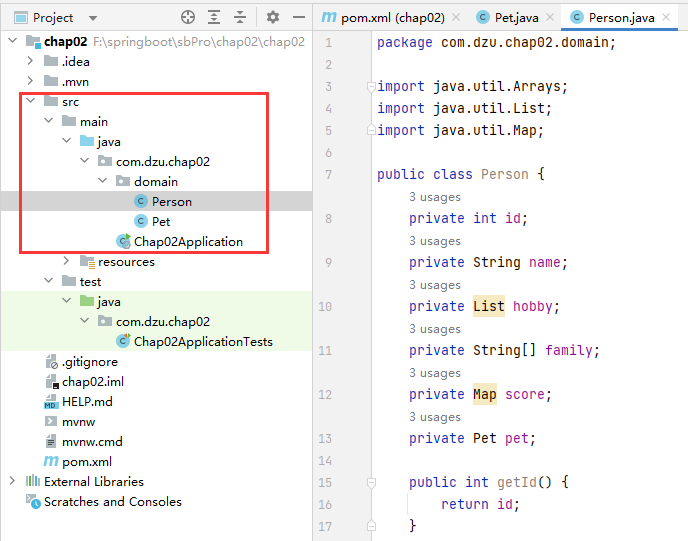 Project
chap02 F:\springboot\sbPro\chap02\chap02
.idea
.mvn
src
main
java
com.dzu.chap02
domain
Person
Pet
Chap02Application
resources
test
java
com.dzu.chap02
Chap02ApplicationTests
.gitignore
chap02.iml
HELP.md
mvnw
mvnw.cmd
pom.xml
External Libraries
Scratches and Consoles
pom.xml (chap02) Pet.java Person.java
1 package com.dzu.chap02.domain;
2
3 import java.util.Arrays;
4 import java.util.List;
5 import java.util.Map;
6
7 public class Person {
3 usages
8 private int id;
3 usages
9 private String name;
3 usages
10 private List hobby;
3 usages
11 private String[] family;
3 usages
12 private Map score;
3 usages
13 private Pet pet;
14
15 public int getId() {
16 return id;
17 }